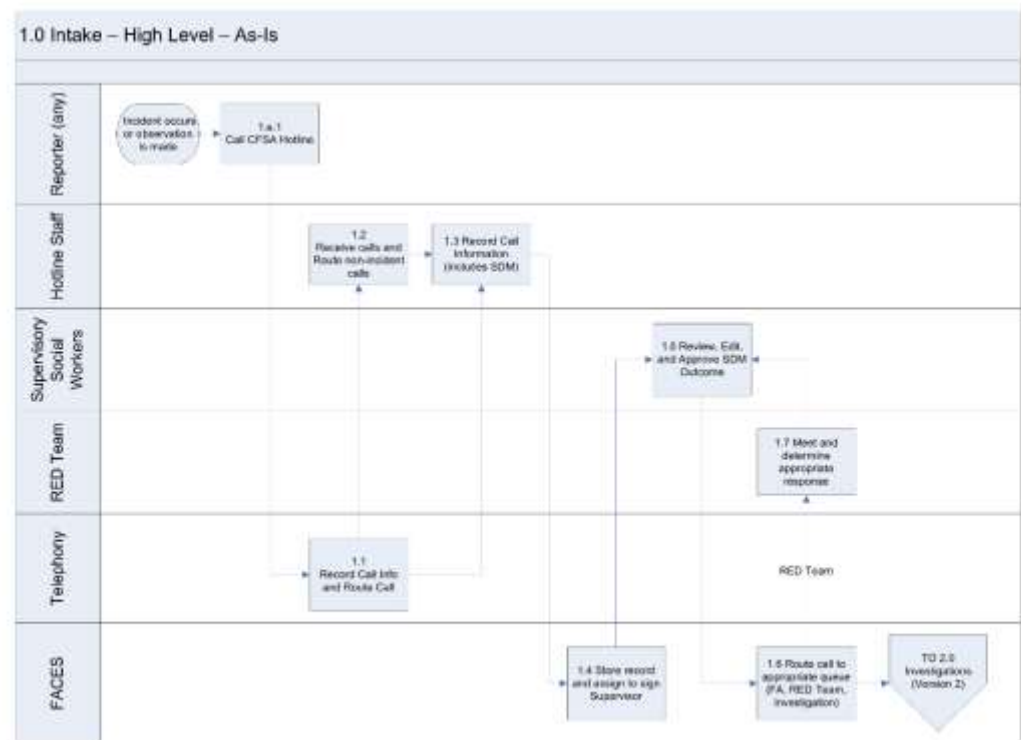 1.0 Intake – High Level – As-Is
Reporter (any)
Incident occurs
or observation
is made
1.a.1
Call CFSA Hotline
Hotline Staff
1.2
Receive calls and
Route non-incident
calls
1.3 Record Call
Information
(includes SDM)
Supervisory
Social
Workers
Review, Edit,
and Approve SDM
Outcome
RED Team
1.7 Meet and
determine
appropriate
response
Telephony
1.1
Record Call Info
and Route Call
RED Team
FACES
1.4 Store record
and assign to sign
Supervisor
1.6 Route call to
appropriate queue
(FA, RED Team,
Investigation)
TO 2.0
Investigations
(Version 2)